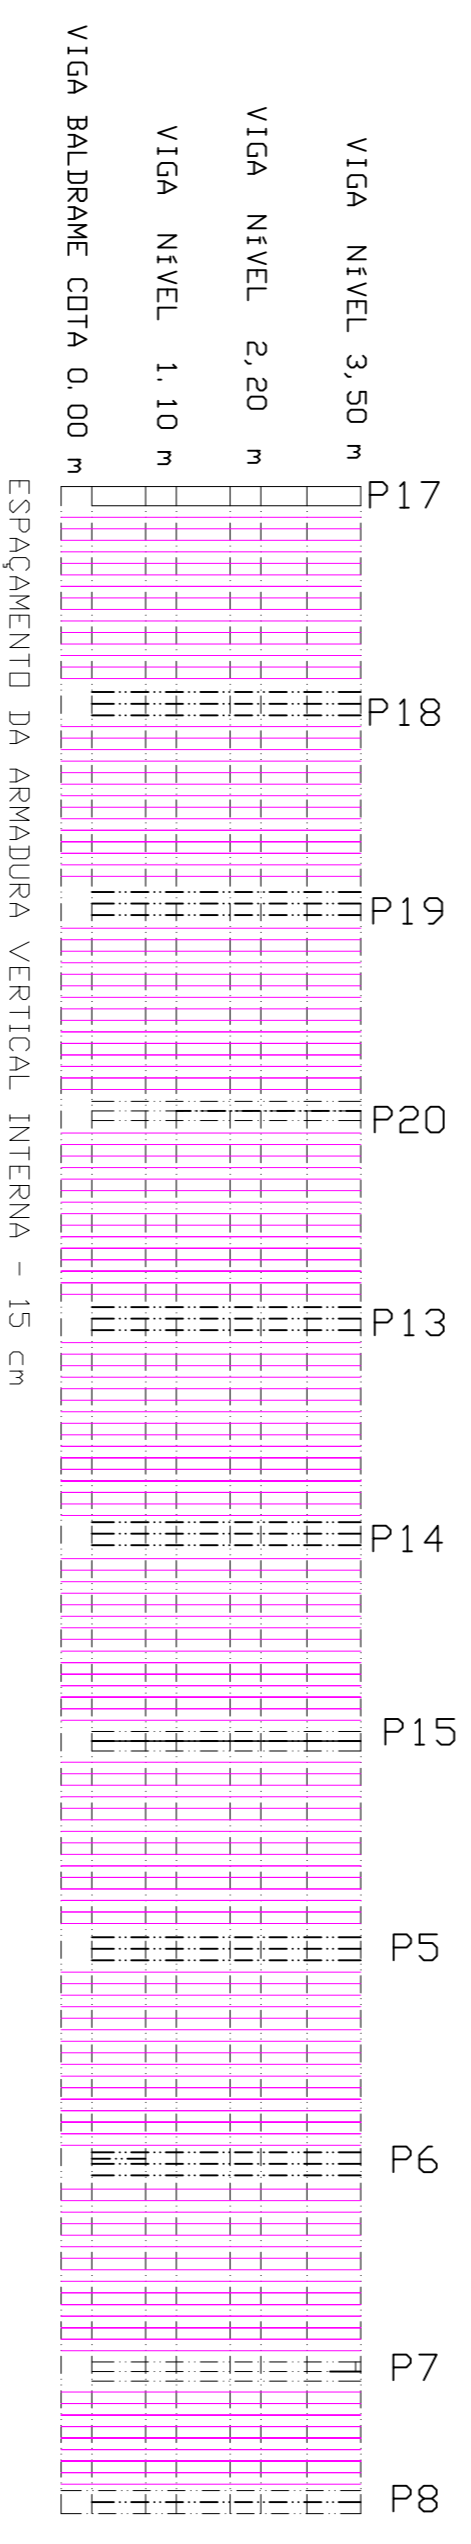 VIGA BALDRAME COTA 0.00 m
VIGA NÍVEL 1.10 m
VIGA NÍVEL 2,20 m
VIGA NÍVEL 3,50 m
P17
P18
P19
P20
P13
P14
P15
P5
P6
P7
P8
ESPAÇAMENTO DA ARMADURA VERTICAL INTERNA - 15 cm